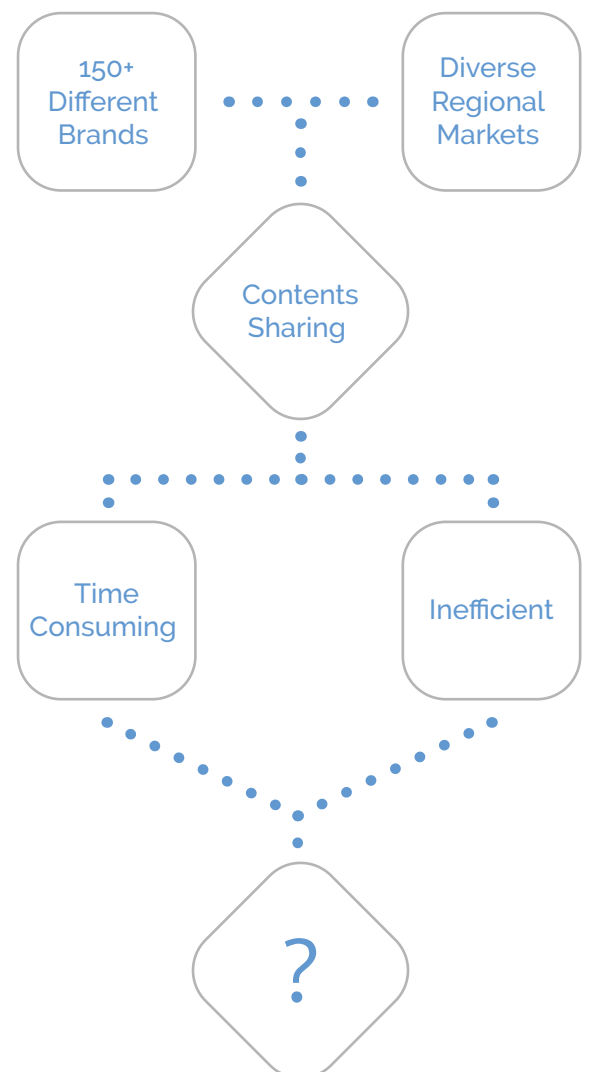 150+
Different
Brands
Diverse
Regional
Markets
Contents
Sharing
Time
Consuming
Inefficient
?